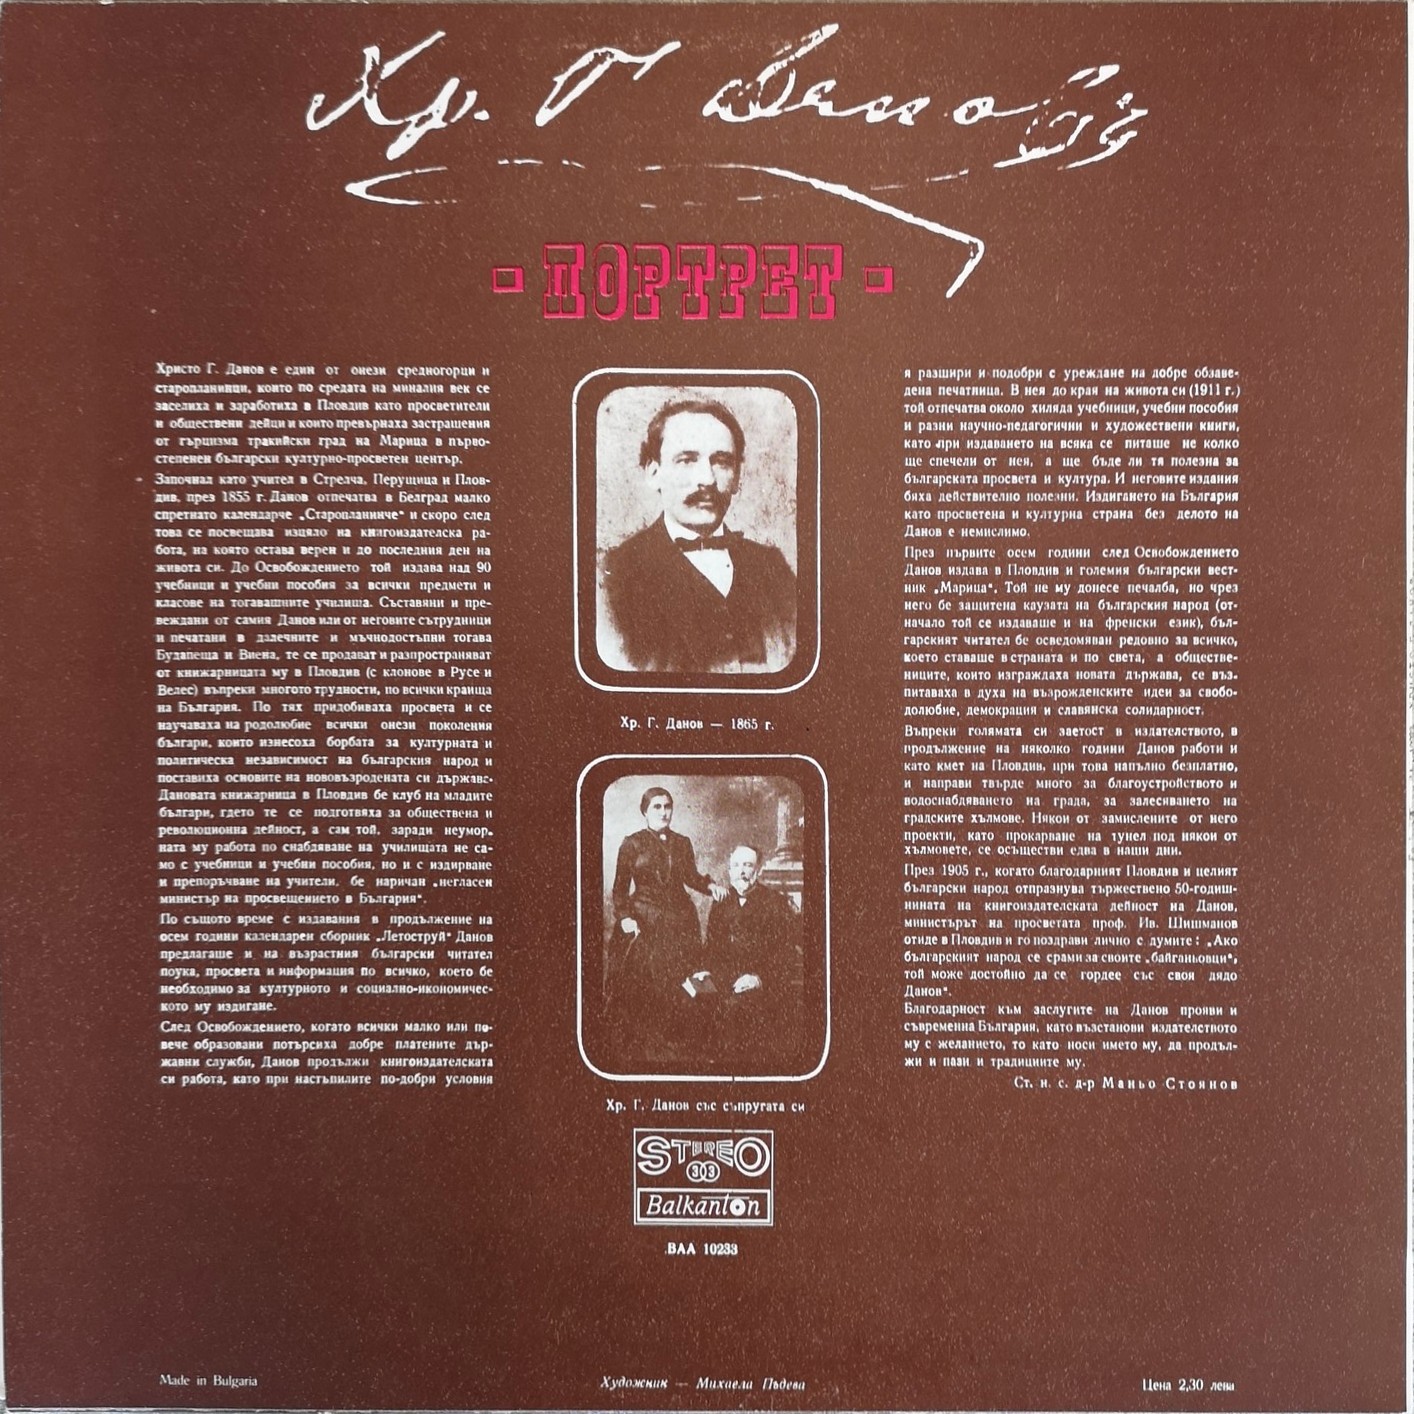 Хр. Г Дановъ
- ПОРТРЕТ -
Христо Г. Данов е един от онези средногорци и
старопланинци, които по средата на миналия век се
заселиха и заработиха в Пловдив като просветители
и обществени дейци и които превърнаха застрашения
от гърцизма тракийски град на Марица в първо-
степенен български културно-просветен център.
Започнал като учител в Стрелча, Перущица и Плов-
див, през 1855 г. Данов отпечатва в Белград малко
спретнато календарче „Старопланинче“ и скоро след
това се посвещава изцяло на книгоиздателска ра-
бота, на която остава верен и до последния ден на
живота си. До Освобождението той издава над 90
учебници и учебни пособия за всички предмети и
класове на тогавашните училища. Съставяни и пре-
веждани от самия Данов или от неговите сътрудници
и печатани в далечните и мъчнодостъпни тогава
Будапеща и Виена, те се продават и разпространяват
от книжарницата му в Пловдив (с клонове в Русе и
Велес) въпреки многото трудности, по всички краища
на България. По тях придобиваха просвета и се
научаваха на родолюбие всички онези поколения
българи, които изнесоха борбата за културната и
политическа независимост на българския народ и
поставиха основите на нововъзродената си държава.
Дановата книжарница в Пловдив бе клуб на младите
българи, гдето те се подготвяха за обществена и
революционна дейност, а сам той, заради неумор-
ната му работа по снабдяване на училищата не са-
мо с учебници и учебни пособия, но и с издирване
и препоръчване на учители, бе наричан „негласен
министър на просвещението в България“.
По същото време с издавания в продължение на
осем години календарен сборник „Летоструй“ Данов
предлагаше и на възрастния български читател
поука, просвета и информация по всичко, което бе
необходимо за културното и социално-икономичес-
кото му издигане.
След Освобождението, когато всички малко или по-
вече образовани потърсиха добре платените дър-
жавни служби, Данов продължи книгоиздателската
си работа, като при настъпилите по-добри условия
Хр. Г. Данов — 1865 г.
Хр. Г. Данов със съпругата си
STEREO
33
Balkanton
ВАА 10233
я разшири и подобри с уреждане на добре обзаве-
дена печатница. В нея до края на живота си (1911 г.)
той отпечатва около хиляда учебници, учебни пособия
и разни научно-педагогични и художествени книги,
като при издаването на всяка се питаше не колко
ще спечели от нея, а ще бъде ли тя полезна за
българската просвета и култура. И неговите издания
бяха действително полезни. Издигането на България
като просветена и културна страна без делото на
Данов е немислимо.
През първите осем години след Освобождението
Данов издава в Пловдив и големия български вест-
ник „Марица“. Той не му донесе печалба, но чрез
него бе защитена каузата на българския народ (от-
начало той се издаваше и на френски език), бъл-
гарският читател бе осведомяван редовно за всичко,
което ставаше в страната и по света, а обществе-
ниците, които изграждаха новата държава, се въз-
питаваха в духа на възрожденските идеи за свобо-
долюбие, демокрация и славянска солидарност.
Въпреки голямата си заетост в издателството, в
продължение на няколко години Данов работи и
като кмет на Пловдив, при това напълно безплатно,
и направи твърде много за благоустройството и
водоснабдяването на града, за залесяването на
градските хълмове. Някои от замислените от него
проекти, като прокарване на тунел под някои от
хълмовете, се осъществи едва в наши дни.
През 1905 г., когато благодарният Пловдив и целият
български народ отпразнува тържествено 50-годиш-
нината на книгоиздателската дейност на Данов,
министърът на просветата проф. Ив. Шишманов
отиде в Пловдив и го поздрави лично с думите: „Ако
българският народ се срами за своите „байганьовци“,
той може достойно да се гордее със своя дядо
Данов“.
Благодарност към заслугите на Данов прояви и
съвременна България, като възстанови издателството
му с желанието, то като носи името му, да продъл-
жи и пази и традициите му.
Ст. н. с. д-р Маньо Стоянов
Made in Bulgaria
Художник — Михаела Пъдева
Цена 2,30 лева